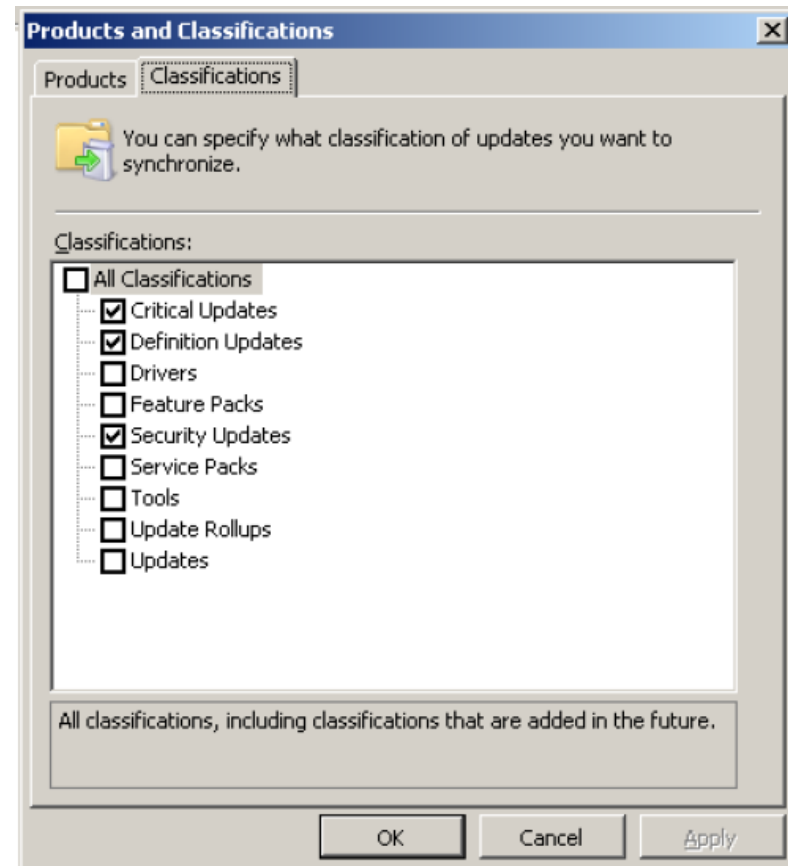 Products and Classifications
Products
Classifications
You can specify what classification of updates you want to
synchronize.
Classifications:
All Classifications
Critical Updates
Definition Updates
Drivers
Feature Packs
Security Updates
Service Packs
Tools
Update Rollups
Updates
All classifications, including classifications that are added in the future.
OK
Cancel
Apply